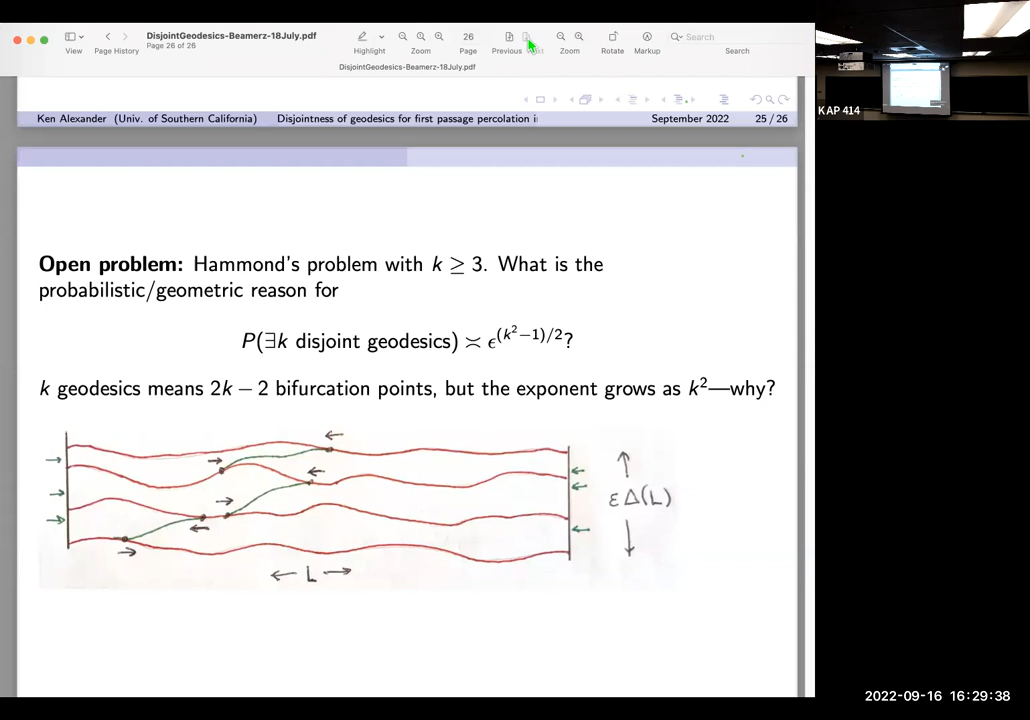 DisjointGeodesics-Beamerz-18July.pdf
Page 26 of 26
26
Search
View
Page History
Highlight
Zoom
Page
Previous
Zoom
Rotate
Markup
Search
DisjointGeodesics-Beamerz-18July.pdf
KAP 414
Ken Alexander (Univ. of Southern California) Disjointness of geodesics for first passage percolation i September 2022 25 / 26
Open problem: Hammond's problem with k ≥ 3. What is the
probabilistic/geometric reason for
P(∃k disjoint geodesics) ≍ ϵ^{(k²−1)/2}?
k geodesics means 2k − 2 bifurcation points, but the exponent grows as k²—why?
ε Δ(L)
← L →
2022-09-16 16:29:38